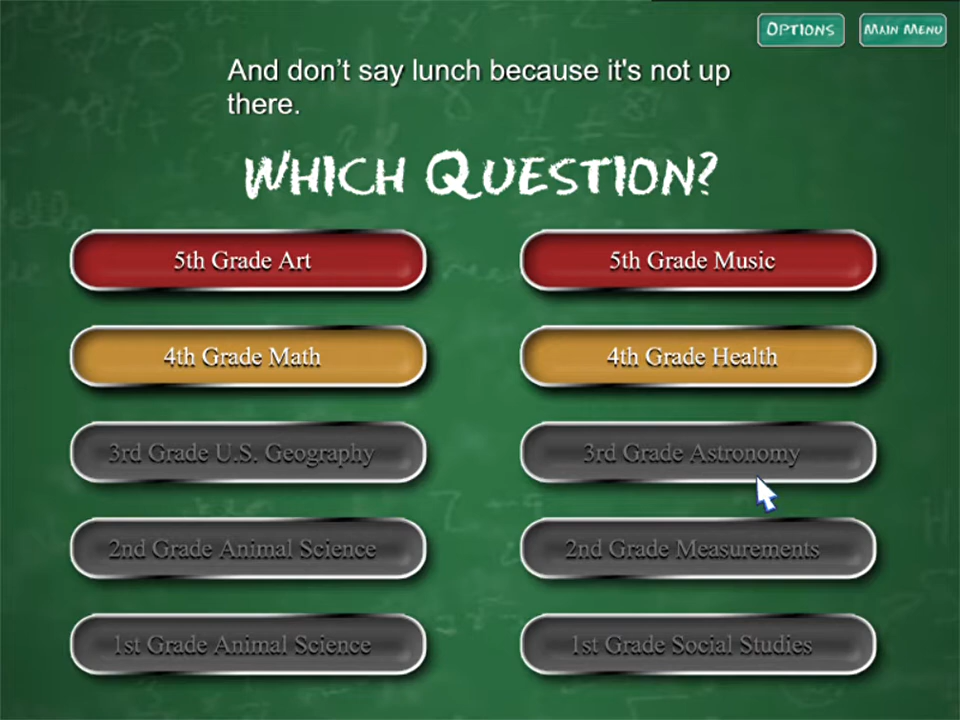 Options
Main Menu
And don’t say lunch because it's not up
there.
Which Question?
5th Grade Art
5th Grade Music
4th Grade Math
4th Grade Health
3rd Grade U.S. Geography
3rd Grade Astronomy
2nd Grade Animal Science
2nd Grade Measurements
1st Grade Animal Science
1st Grade Social Studies